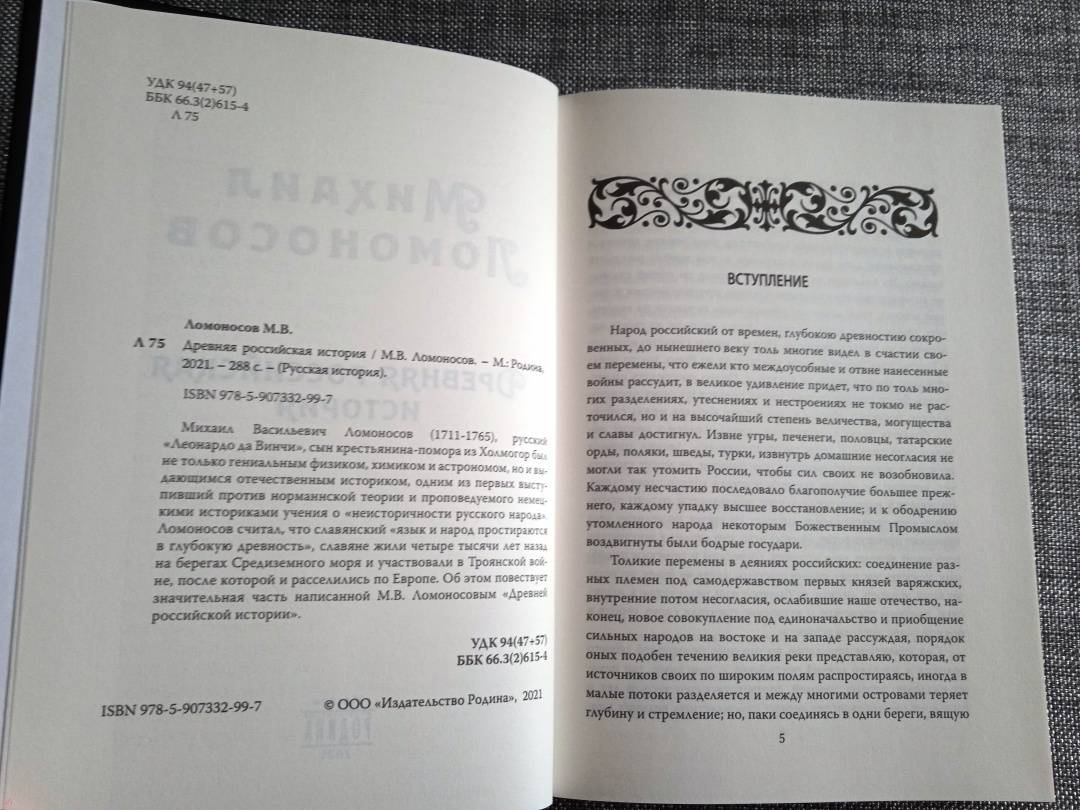 УДК 94(47+57)
ББК 66.3(2)615-4
Л 75
Ломоносов М.В.
Л 75
Древняя российская история / М.В. Ломоносов. – М.: Родина,
2021. – 288 с. – (Русская история).
ISBN 978-5-907332-99-7
Михаил Васильевич Ломоносов (1711-1765), русский
«Леонардо да Винчи», сын крестьянина-помора из Холмогор был
не только гениальным физиком, химиком и астрономом, но и вы-
дающимся отечественным историком, одним из первых высту-
пивший против норманнской теории и проповедуемого немец-
кими историками учения о «неисторичности русского народа».
Ломоносов считал, что славянский «язык и народ простираются
в глубокую древность», славяне жили четыре тысячи лет назад
на берегах Средиземного моря и участвовали в Троянской вой-
не, после которой и расселились по Европе. Об этом повествует
значительная часть написанной М.В. Ломоносовым «Древней
российской истории».
УДК 94(47+57)
ББК 66.3(2)615-4
ISBN 978-5-907332-99-7
© ООО «Издательство Родина», 2021
ВСТУПЛЕНИЕ
Народ российский от времен, глубокою древностию сокро-
венных, до нынешнего веку толь многие видел в счастии сво-
ем перемены, что ежели кто междоусобные и отвне нанесенные
войны рассудит, в великое удивление придет, что по толь мно-
гих разделениях, утеснениях и нестроениях не токмо не рас-
точился, но и на высочайший степень величества, могущества
и славы достигнул. Извне угры, печенеги, половцы, татарские
орды, поляки, шведы, турки, извнутрь домашние несогласия не
могли так утомить России, чтобы сил своих не возобновила.
Каждому несчастию последовало благополучие большее преж-
него, каждому упадку высшее восстановление; и к ободрению
утомленного народа некоторым Божественным Промыслом
воздвигнуты были бодрые государи.
Толикие перемены в деяниях российских: соединение раз-
ных племен под самодержавством первых князей варяжских,
внутренние потом несогласия, ослабившие наше отечество, на-
конец, новое совокупление под единоначальство и приобщение
сильных народов на востоке и на западе рассуждая, порядок
оных подобен течению великия реки представляю, которая, от
источников своих по широким полям распростираясь, иногда в
малые потоки разделяется и между многими островами теряет
глубину и стремление; но, паки соединясь в одни береги, вящую
5